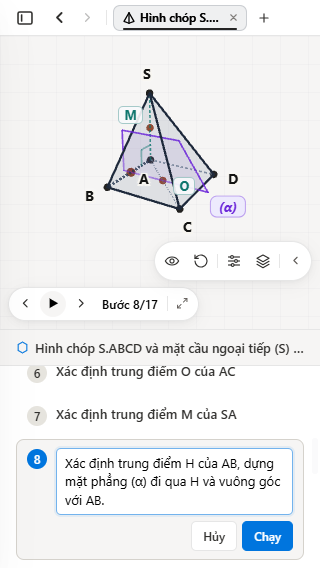 Hình chóp S....
S
M
A
O
B
D
(α)
C
Bước 8/17
Hình chóp S.ABCD và mặt cầu ngoại tiếp (S) ...
6 Xác định trung điểm O của AC
7 Xác định trung điểm M của SA
8 Xác định trung điểm H của AB, dựng
mặt phẳng (α) đi qua H và vuông góc
với AB.
Hủy Chạy